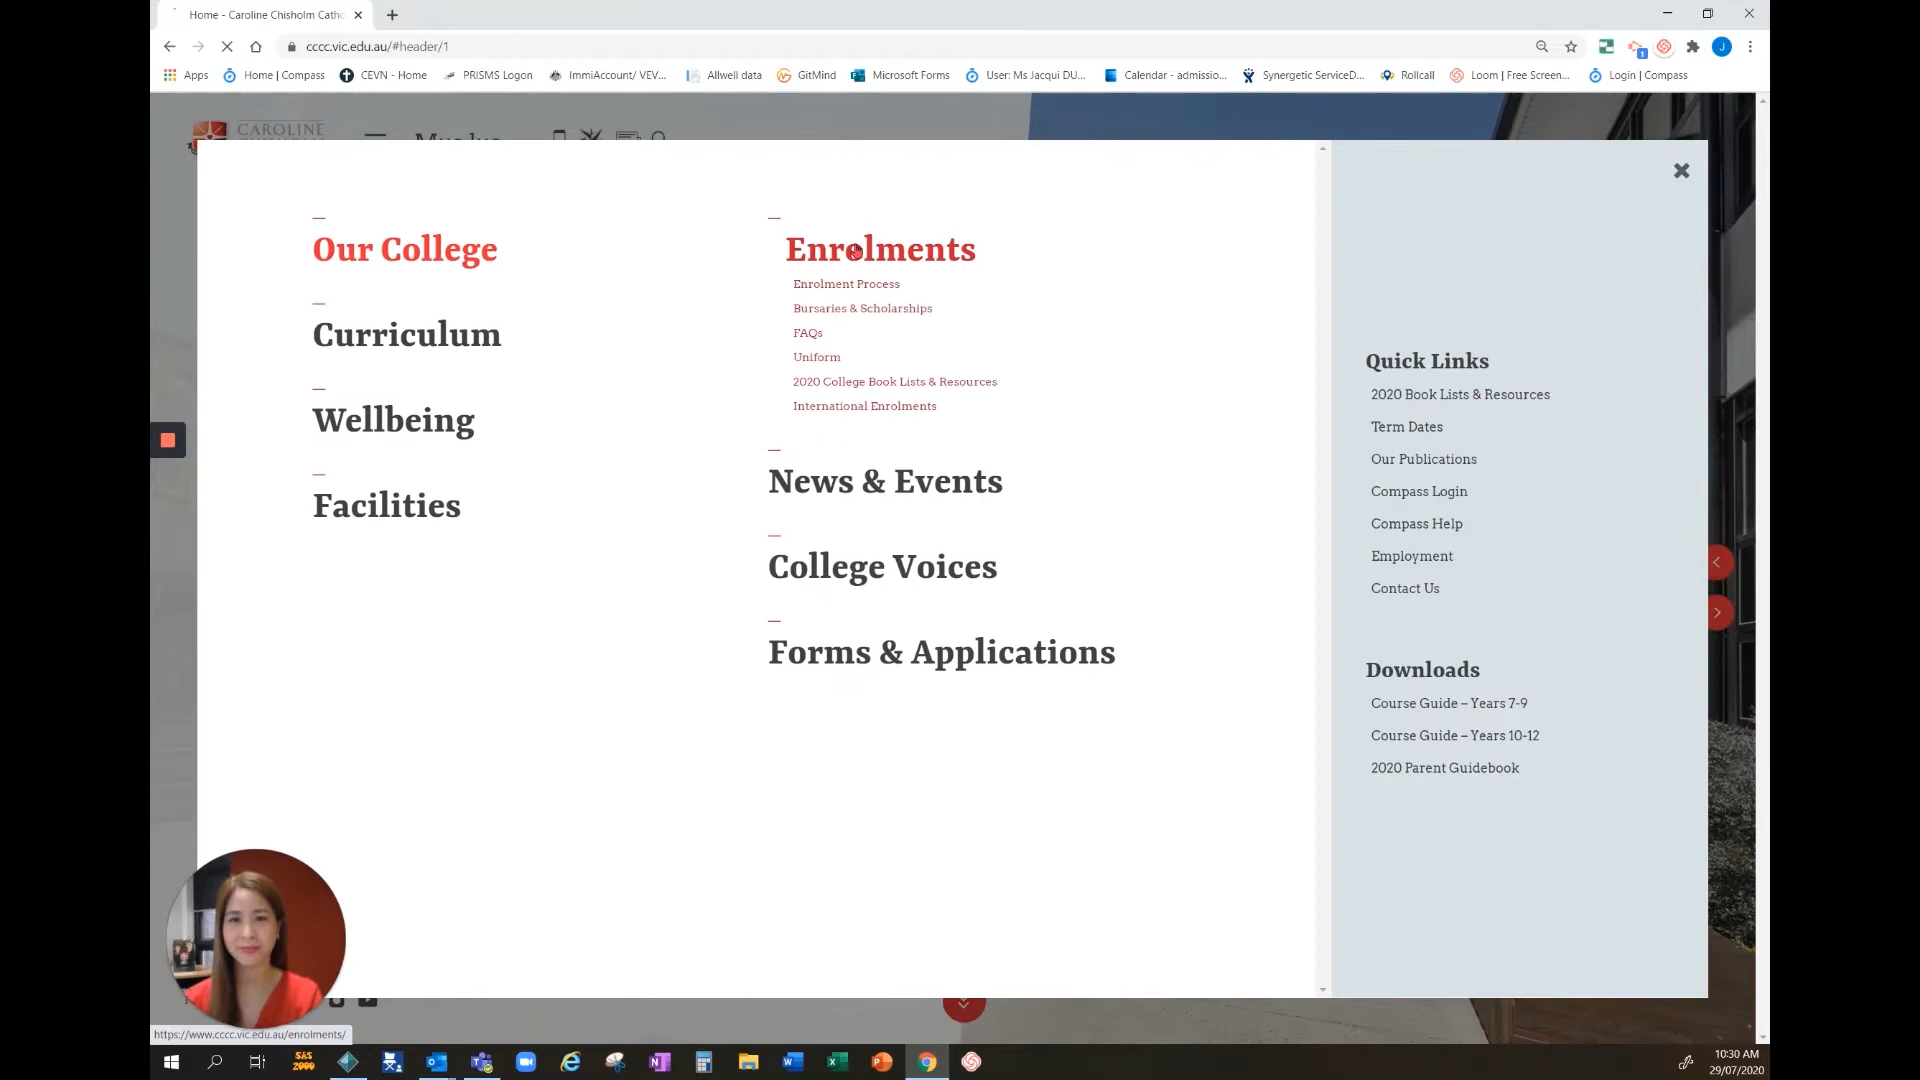 Home - Caroline Chisholm Catho
cccc.vic.edu.au/#header/1
1
J
Apps
Home | Compass
CEVN - Home
PRISMS Logon
ImmiAccount/ VEV...
Allwell data
GitMind
Microsoft Forms
User: Ms Jacqui DU...
Calendar - admissio...
Synergetic ServiceD...
Rollcall
Loom | Free Screen...
Login | Compass
CAROLINE
Our College
Curriculum
Wellbeing
Facilities
Enrolments
Enrolment Process
Bursaries & Scholarships
FAQs
Uniform
2020 College Book Lists & Resources
International Enrolments
News & Events
College Voices
Forms & Applications
Quick Links
2020 Book Lists & Resources
Term Dates
Our Publications
Compass Login
Compass Help
Employment
Contact Us
Downloads
Course Guide – Years 7-9
Course Guide – Years 10-12
2020 Parent Guidebook
https://www.cccc.vic.edu.au/enrolments/
SAS
2000
10:30 AM
29/07/2020